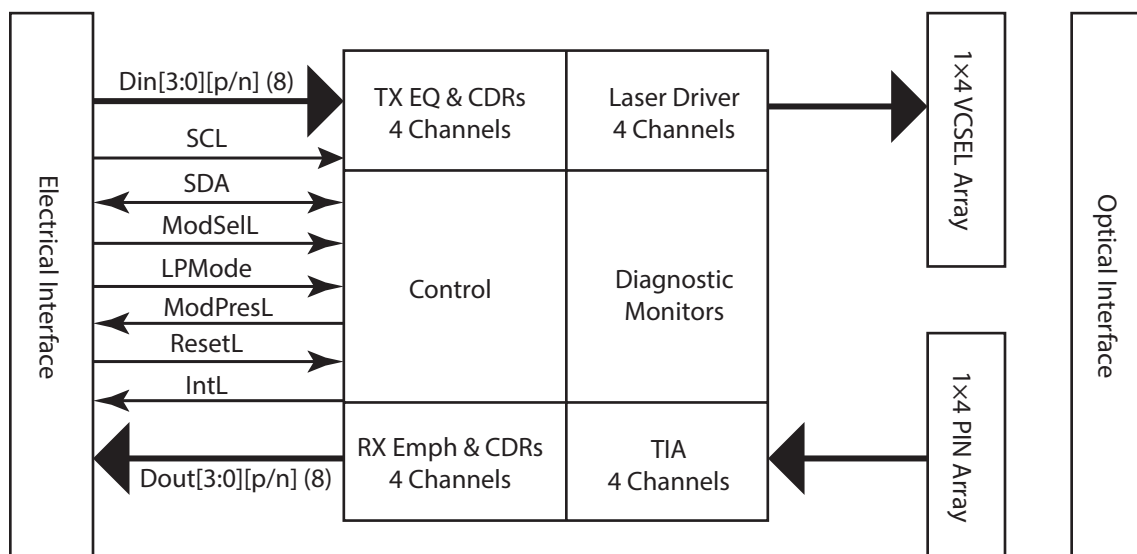 Electrical Interface
Din[3:0][p/n] (8)
SCL
SDA
ModSelL
LPMode
ModPresL
ResetL
IntL
Dout[3:0][p/n] (8)
TX EQ & CDRs
4 Channels
Laser Driver
4 Channels
Control
Diagnostic
Monitors
RX Emph & CDRs
4 Channels
TIA
4 Channels
1×4 VCSEL Array
1×4 PIN Array
Optical Interface